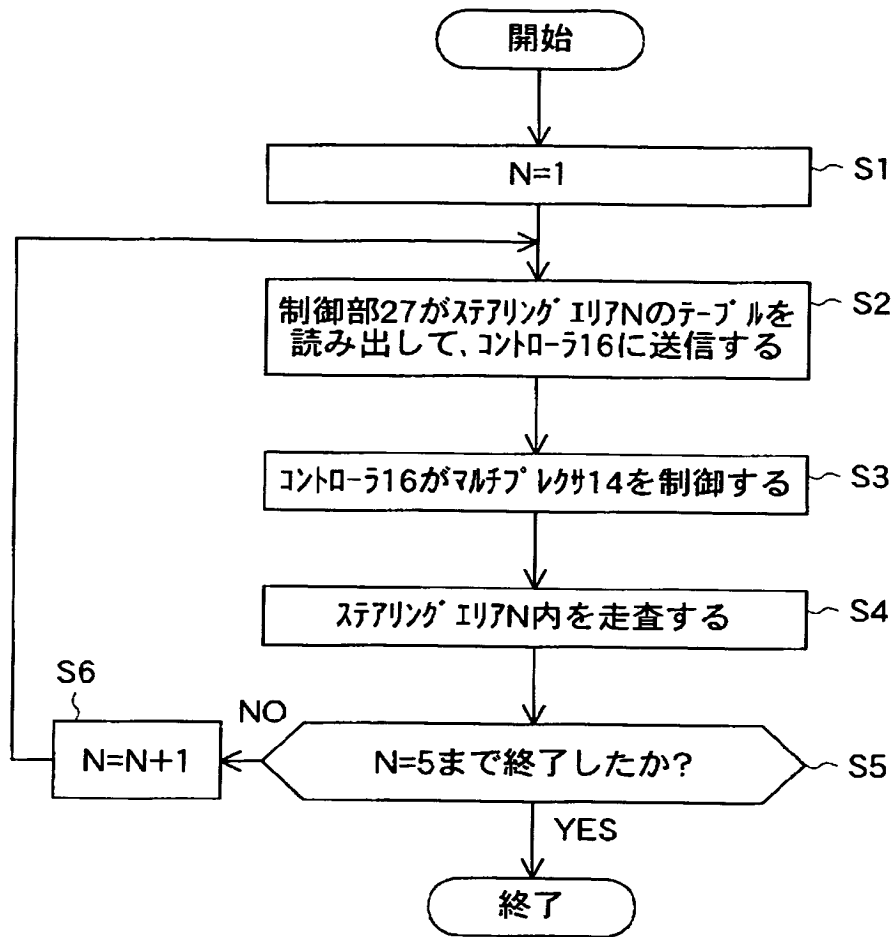 開始
N=1
S1
制御部27がｽﾃｱﾘﾝｸﾞｴﾘｱNのﾃｰﾌﾞﾙを
読み出して、ｺﾝﾄﾛｰﾗ16に送信する
S2
ｺﾝﾄﾛｰﾗ16がﾏﾙﾁﾌﾟﾚｸｻ14を制御する
S3
ｽﾃｱﾘﾝｸﾞｴﾘｱN内を走査する
S4
S6
N=N+1
NO
N=5まで終了したか?
S5
YES
終了